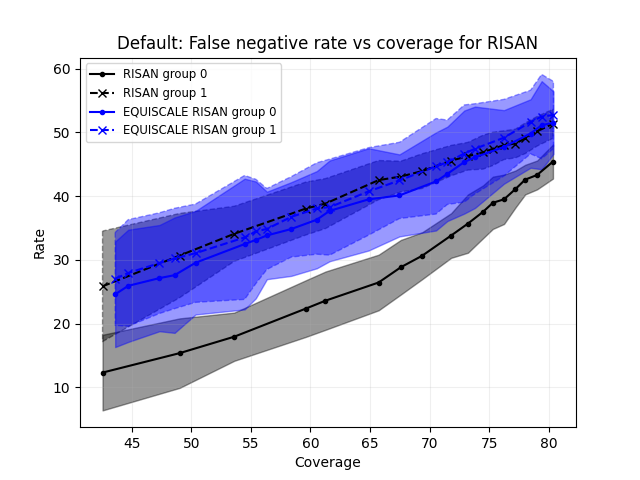 Default: False negative rate vs coverage for RISAN
RISAN group 0
RISAN group 1
EQUISCALE RISAN group 0
EQUISCALE RISAN group 1
60
50
40
30
20
10
Rate
45 50 55 60 65 70 75 80
Coverage